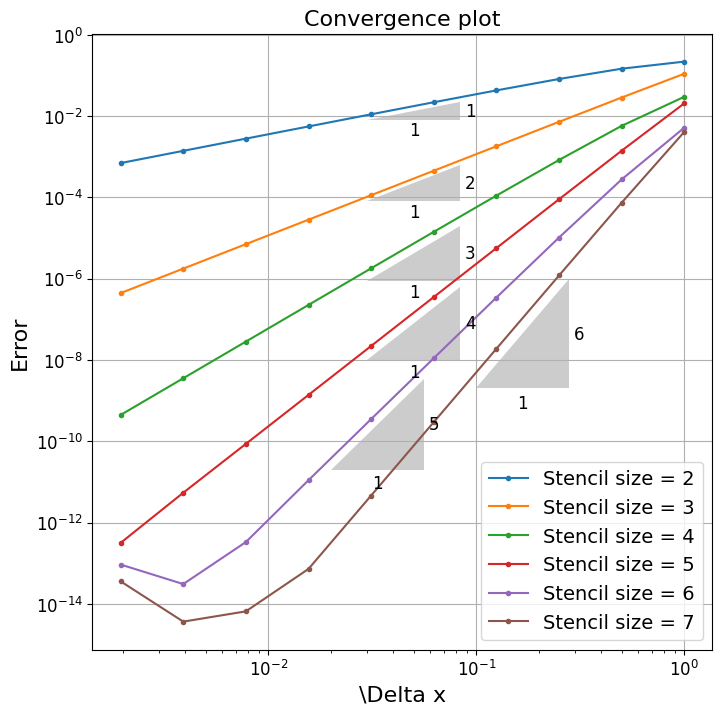 Convergence plot
10^0
10^-2
10^-4
10^-6
10^-8
10^-10
10^-12
10^-14
Error
1
1
2
1
3
1
4
1
5
1
6
1
Stencil size = 2
Stencil size = 3
Stencil size = 4
Stencil size = 5
Stencil size = 6
Stencil size = 7
10^-2
10^-1
10^0
\Delta x